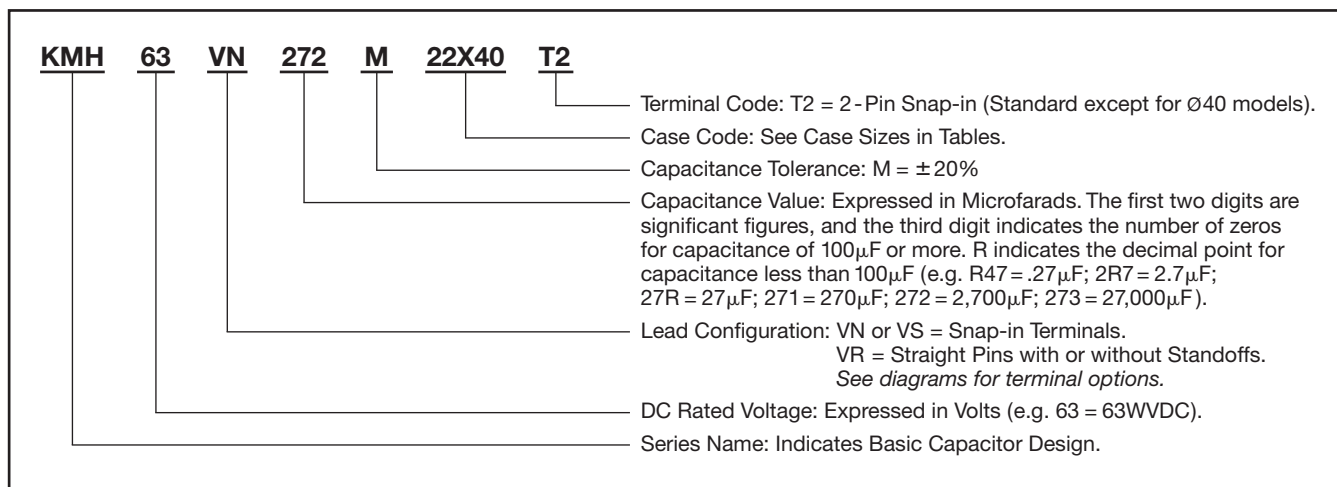 KMH 63 VN 272 M 22X40 T2
Terminal Code: T2 = 2-Pin Snap-in (Standard except for Ø40 models).
Case Code: See Case Sizes in Tables.
Capacitance Tolerance: M = ±20%
Capacitance Value: Expressed in Microfarads. The first two digits are
significant figures, and the third digit indicates the number of zeros
for capacitance of 100µF or more. R indicates the decimal point for
capacitance less than 100µF (e.g. R47 = .27µF; 2R7 = 2.7µF;
27R = 27µF; 271 = 270µF; 272 = 2,700µF; 273 = 27,000µF).
Lead Configuration: VN or VS = Snap-in Terminals.
VR = Straight Pins with or without Standoffs.
See diagrams for terminal options.
DC Rated Voltage: Expressed in Volts (e.g. 63 = 63WVDC).
Series Name: Indicates Basic Capacitor Design.